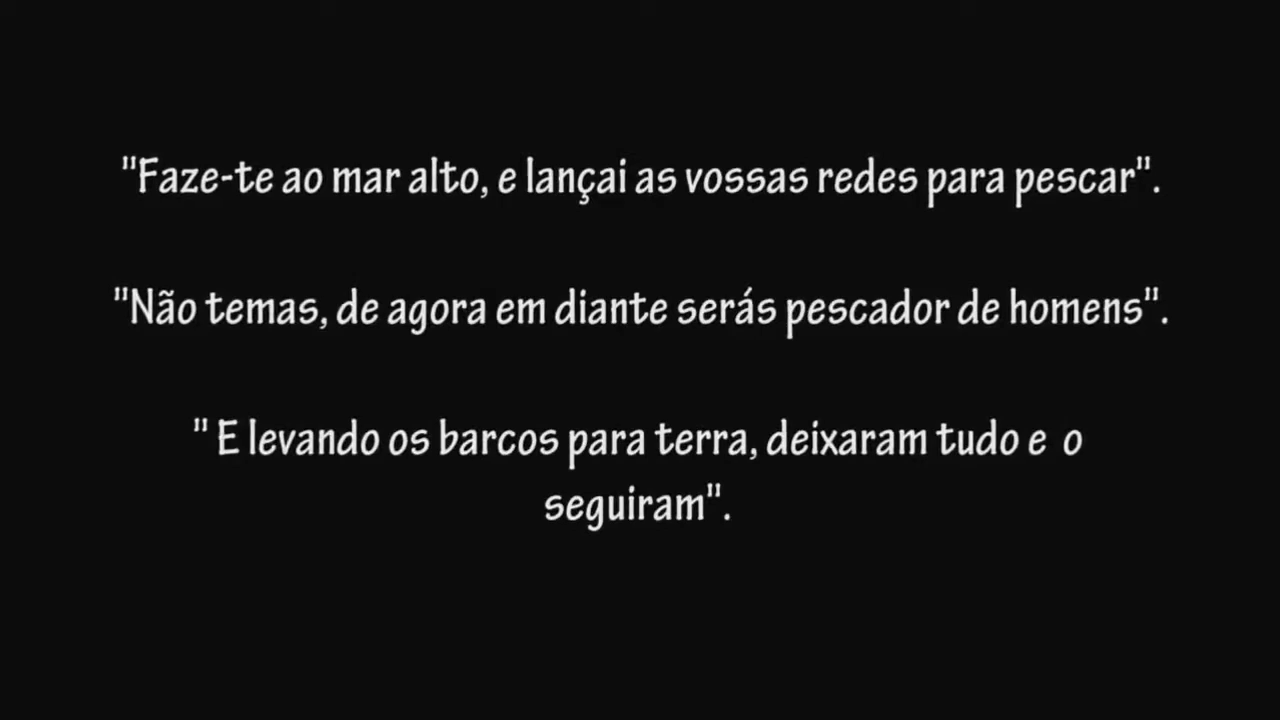 "Faze-te ao mar alto, e lançai as vossas redes para pescar".
"Não temas, de agora em diante serás pescador de homens".
" E levando os barcos para terra, deixaram tudo e o
seguiram".